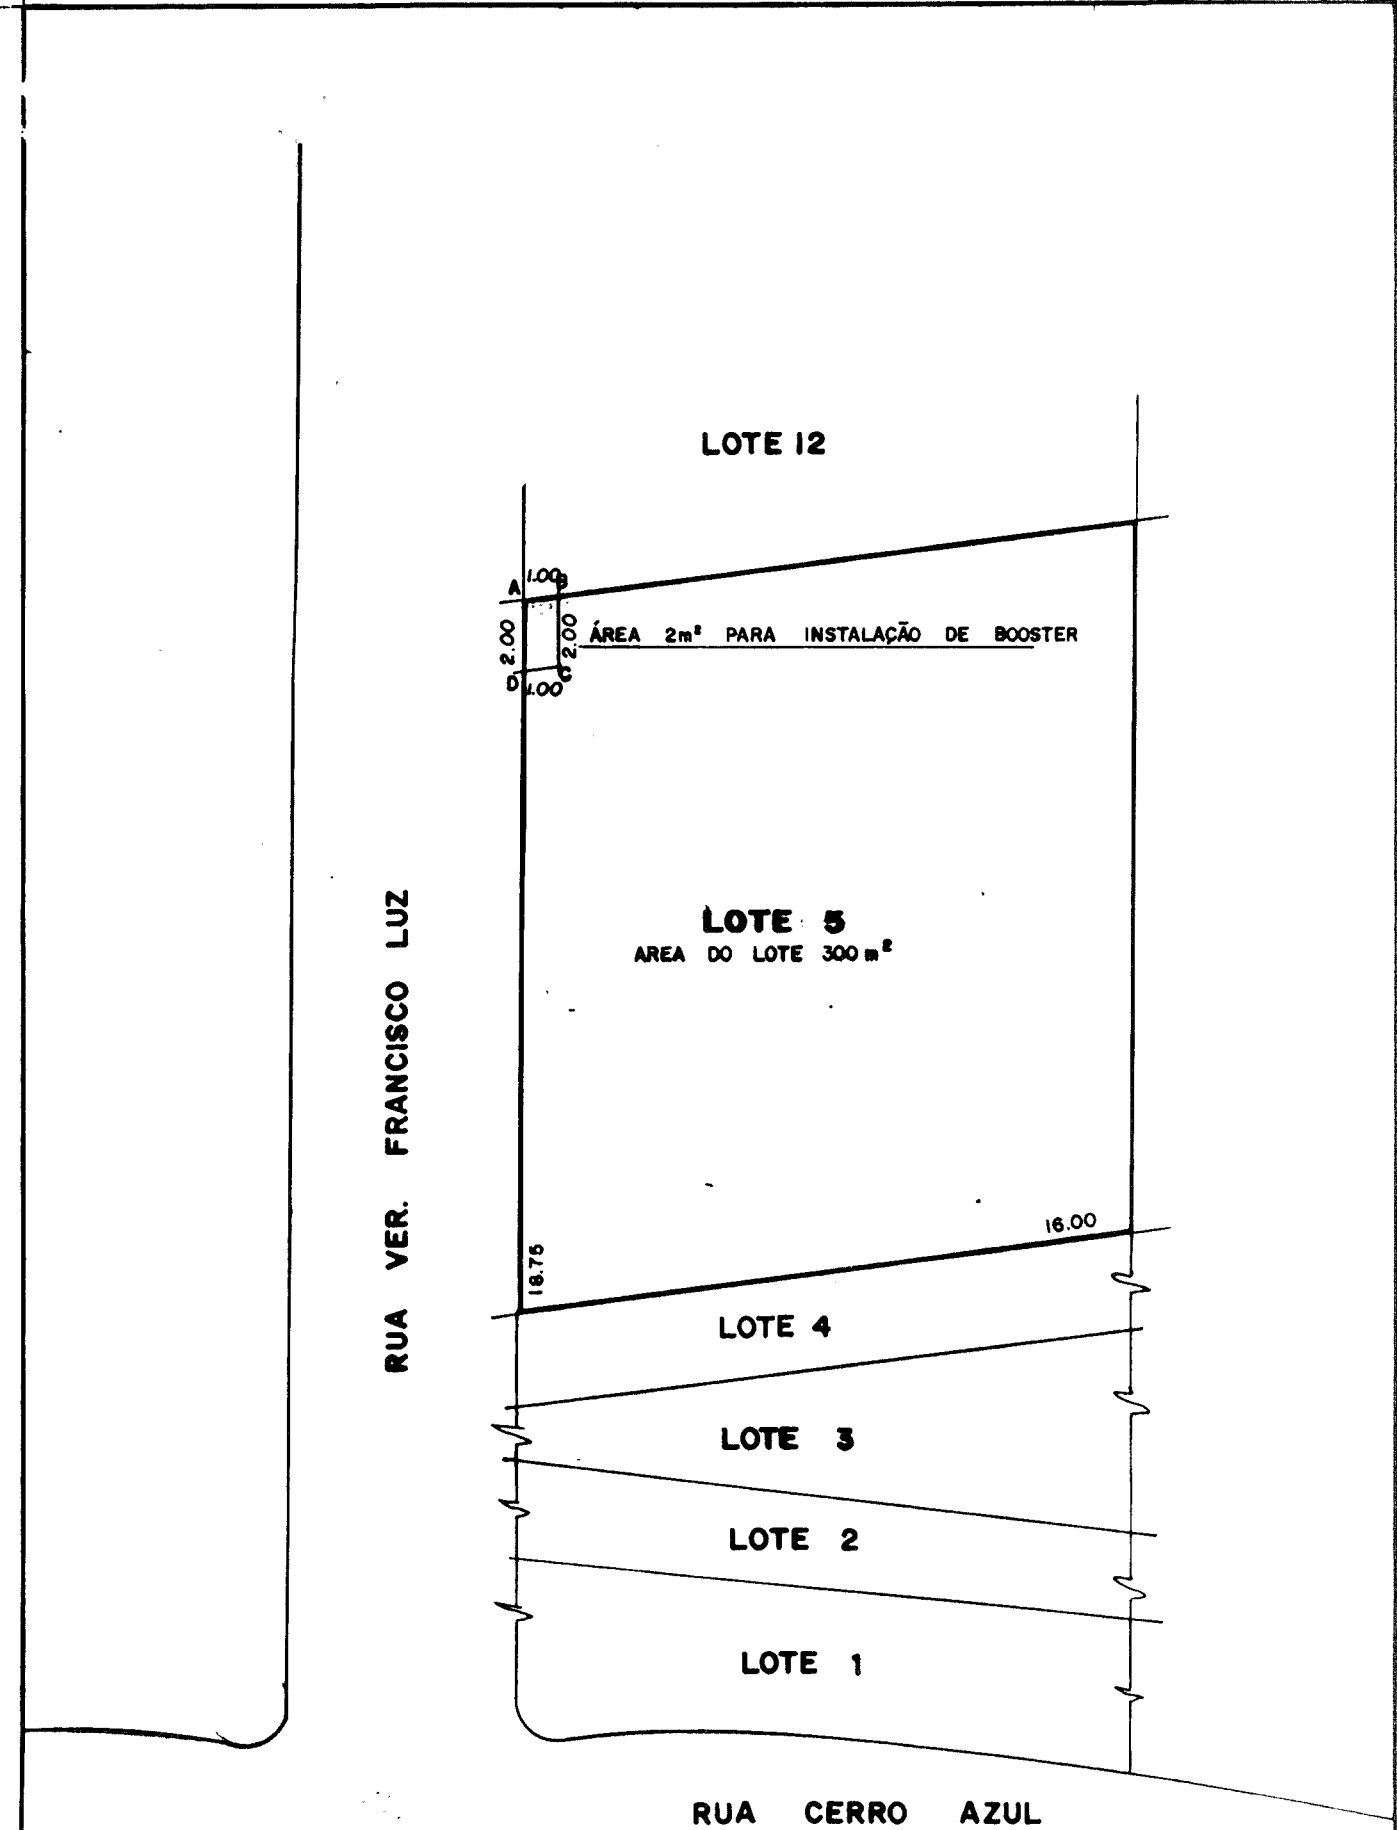 LOTE 12
A
1.00
B
2.00
2.00
ÁREA 2m² PARA INSTALAÇÃO DE BOOSTER
D
1.00
C
LOTE 5
AREA DO LOTE 300 m²
RUA VER. FRANCISCO LUZ
16.00
18.75
LOTE 4
LOTE 3
LOTE 2
LOTE 1
RUA CERRO AZUL